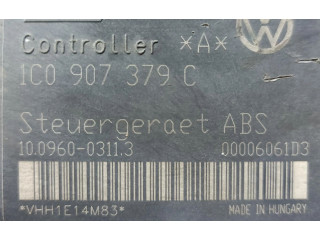 Controller *A*
1C0 907 379 C
Steuergeraet ABS
10.0960-0311.3 00006061D3
*VHH1E14M83* MADE IN HUNGARY